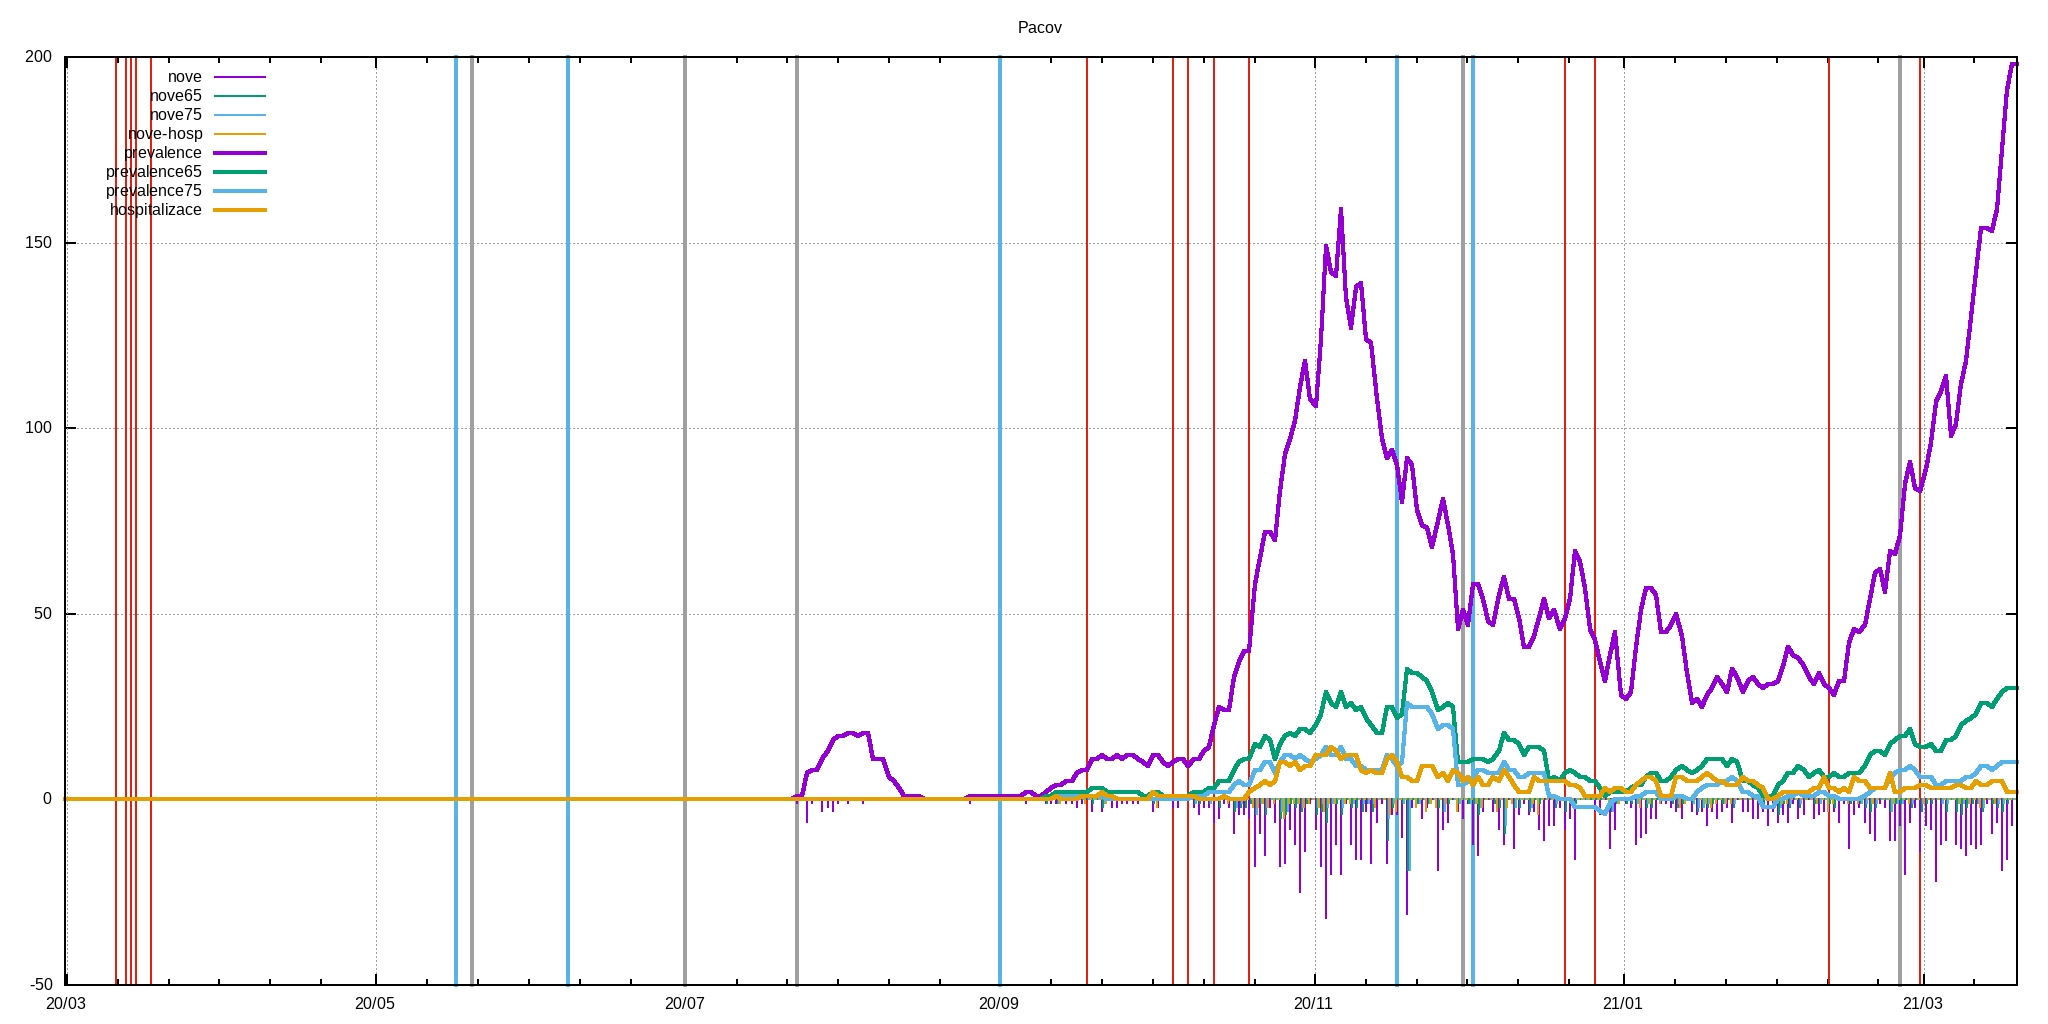 Pacov
200
150
100
50
0
-50
nove
nove65
nove75
nove-hosp
prevalence
prevalence65
prevalence75
hospitalizace
20/03
20/05
20/07
20/09
20/11
21/01
21/03